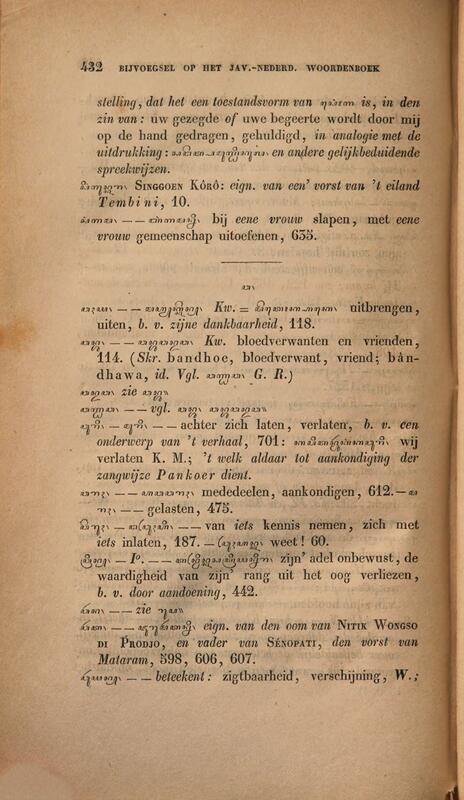 432 BIJVOEGSEL OP HET JAV.-NEDERD. WOORDENBOEK
stelling, dat het een toestandsvorm van is, in den
zin van: uw gezegde of uwe begeerte wordt door mij
op de hand gedragen, gehuldigd, in analogie met de
uitdrukking: en andere gelijkbeduidende
spreekwijzen.
SINGGOEN KÓRÔ: eign. van een' vorst van 't eiland
Tembini, 10.
— — bij eene vrouw slapen, met eene
vrouw gemeenschap uitoefenen, 635.
— — Kw. = uitbrengen,
uiten, b. v. zijne dankbaarheid, 118.
— — Kw. bloedverwanten en vrienden,
114. (Skr. bandhoe, bloedverwant, vriend; bân-
dhawa, id. Vgl. G. R.)
zie
— — vgl.
— — — achter zich laten, verlaten, b. v. een
onderwerp van 't verhaal, 701: wij
verlaten K. M.; 't welk aldaar tot aankondiging der
zangwijze Pankoer dient.
— — mededeelen, aankondigen, 612. —
— — gelasten, 475.
— — — van iets kennis nemen, zich met
iets inlaten, 187. — weet! 60.
— I°. — — zijn' adel onbewust, de
waardigheid van zijn' rang uit het oog verliezen,
b. v. door aandoening, 442.
— — zie
— — eign. van den oom van NITIK WONGSO
DI PRODJO, en vader van SÉNOPATI, den vorst van
Mataram, 598, 606, 607.
— — beteekent: zigtbaarheid, verschijning, W.;